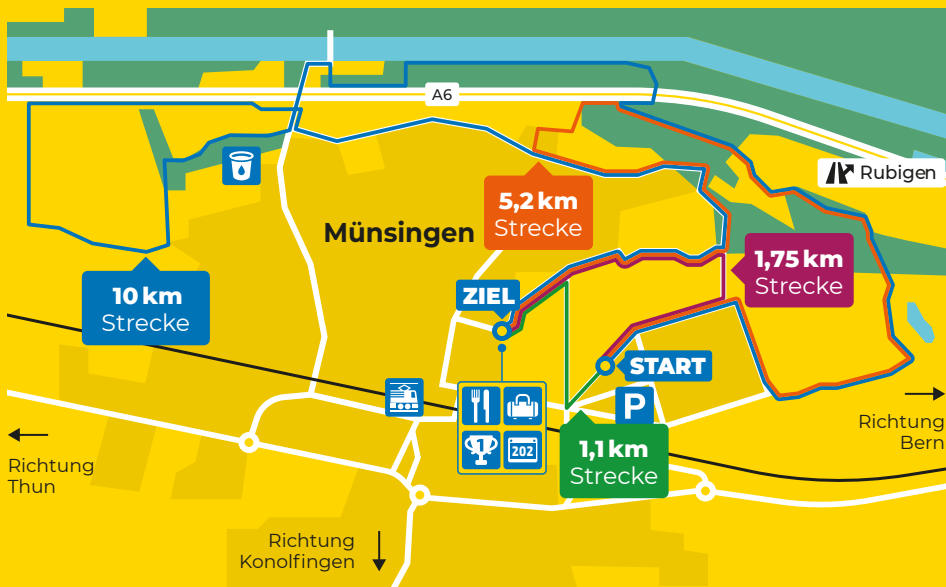 A6
Rubigen
5,2 km
Strecke
Münsingen
1,75 km
Strecke
10 km
Strecke
ZIEL
START
P
1
202
1,1 km
Strecke
Richtung
Bern
Richtung
Thun
Richtung
Konolfingen